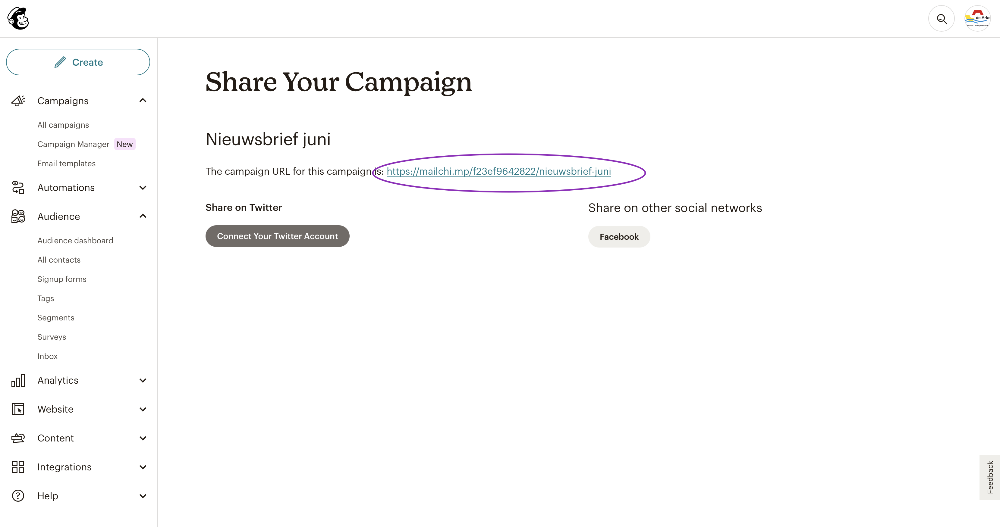 de Arke
Create
Campaigns
All campaigns
Campaign Manager New
Email templates
Automations
Audience
Audience dashboard
All contacts
Signup forms
Tags
Segments
Surveys
Inbox
Analytics
Website
Content
Integrations
Help
Share Your Campaign
Nieuwsbrief juni
The campaign URL for this campaign is: https://mailchi.mp/f23ef9642822/nieuwsbrief-juni
Share on Twitter
Connect Your Twitter Account
Share on other social networks
Facebook
Feedback